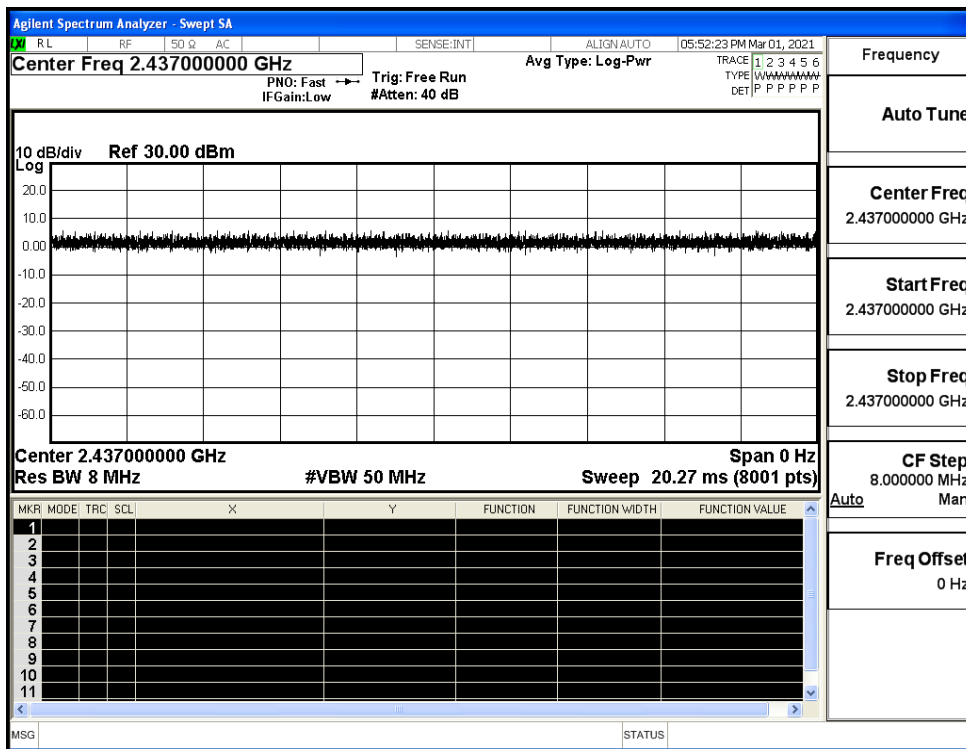 Agilent Spectrum Analyzer - Swept SA
LXI RL RF 50 Ω AC SENSE:INT ALIGN AUTO 05:52:23 PM Mar 01, 2021
Center Freq 2.437000000 GHz
PNO: Fast
IFGain:Low
Trig: Free Run
#Atten: 40 dB
Avg Type: Log-Pwr
TRACE 1 2 3 4 5 6
TYPE WWWWWW
DET P P P P P P
10 dB/div Ref 30.00 dBm
Log
20.0
10.0
0.00
-10.0
-20.0
-30.0
-40.0
-50.0
-60.0
Center 2.437000000 GHz Span 0 Hz
Res BW 8 MHz #VBW 50 MHz Sweep 20.27 ms (8001 pts)
MKR MODE TRC SCL X Y FUNCTION FUNCTION WIDTH FUNCTION VALUE
1
2
3
4
5
6
7
8
9
10
11
MSG STATUS
Frequency
Auto Tune
Center Freq
2.437000000 GHz
Start Freq
2.437000000 GHz
Stop Freq
2.437000000 GHz
CF Step
8.000000 MHz
Auto Man
Freq Offset
0 Hz